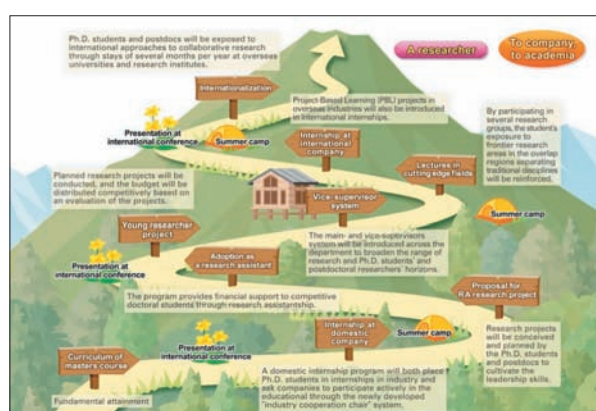 Ph.D. students and postdocs will be exposed to
international approaches to collaborative research
through stays of several months per year at overseas
universities and research institutes.
A researcher
To company,
to academia
Internationalization
Project-Based Learning (PBL) projects in
overseas industries will also be introduced
in International internships.
By participating in
several research
groups, the student's
exposure to
frontier research
areas in the overlap
regions separating
traditional disciplines
will be reinforced.
Presentation at
international conference
Summer camp
Internship at
international
company
Lectures in
cutting edge fields
Planned research projects will be
conducted, and the budget will be
distributed competitively based on
an evaluation of the projects.
Vice-supervisor
system
Summer camp
Young researcher
project
The main- and vice-supervisors
system will be introduced across the
department to broaden the range of
research and Ph.D. students' and
postdoctoral researchers' horizons.
Adoption as
a research assistant
Presentation at
international conference
Proposal for
RA research project
The program provides financial support to competitive
doctoral students through research assistantship.
Internship at
domestic
company
Summer camp
Research projects
will be conceived
and planned by
the Ph.D. students
and postdocs to
cultivate the
leadership skills.
Presentation at
international conference
Curriculum of
masters course
A domestic internship program will both place
Ph.D. students in internships in industry and
ask companies to participate actively in the
educational through the newly developed
"industry cooperation chair" system.
Fundamental attainment